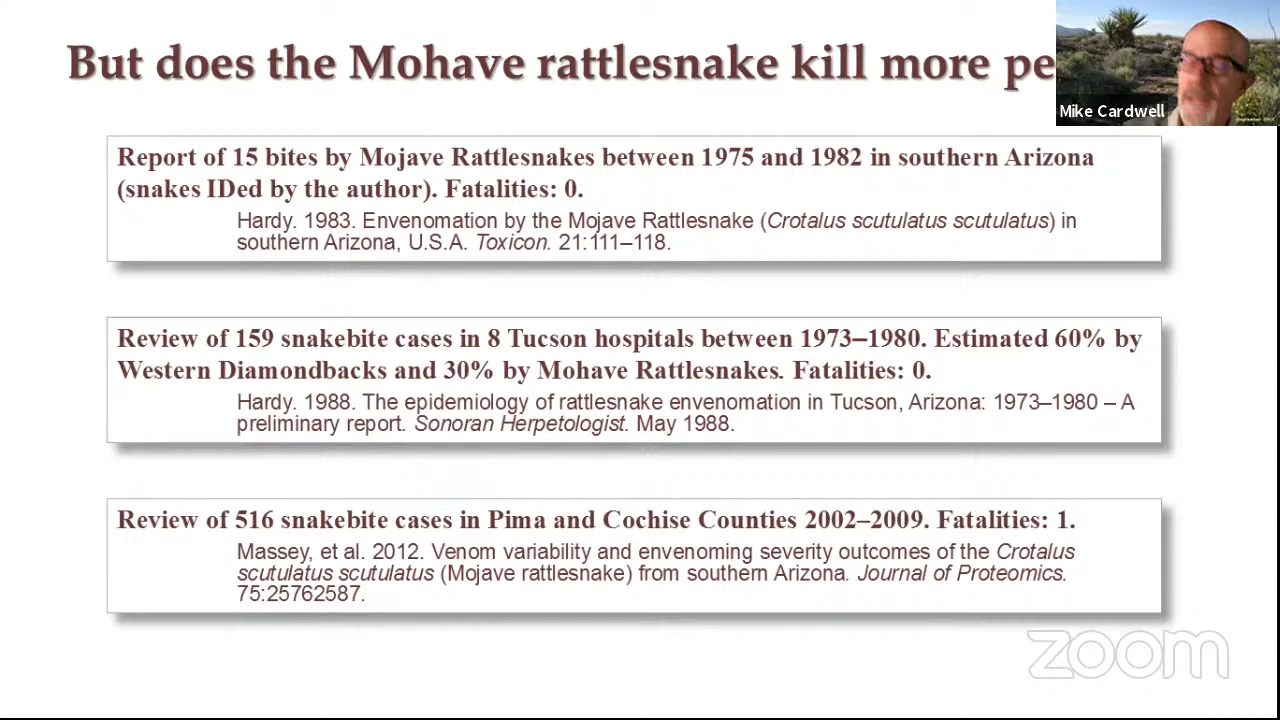 But does the Mohave rattlesnake kill more pe
Mike Cardwell
Report of 15 bites by Mojave Rattlesnakes between 1975 and 1982 in southern Arizona
(snakes IDed by the author). Fatalities: 0.
Hardy. 1983. Envenomation by the Mojave Rattlesnake (Crotalus scutulatus scutulatus) in
southern Arizona, U.S.A. Toxicon. 21:111–118.
Review of 159 snakebite cases in 8 Tucson hospitals between 1973–1980. Estimated 60% by
Western Diamondbacks and 30% by Mohave Rattlesnakes. Fatalities: 0.
Hardy. 1988. The epidemiology of rattlesnake envenomation in Tucson, Arizona: 1973–1980 – A
preliminary report. Sonoran Herpetologist. May 1988.
Review of 516 snakebite cases in Pima and Cochise Counties 2002–2009. Fatalities: 1.
Massey, et al. 2012. Venom variability and envenoming severity outcomes of the Crotalus
scutulatus scutulatus (Mojave rattlesnake) from southern Arizona. Journal of Proteomics.
75:25762587.
zoom